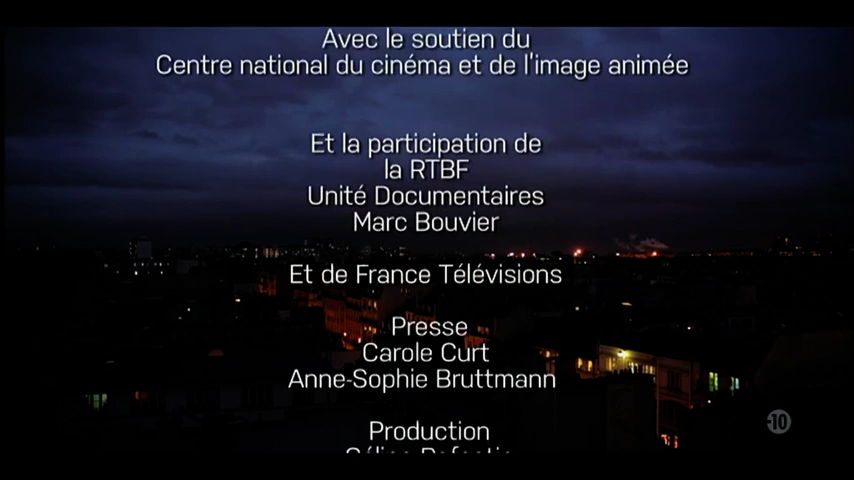 Avec le soutien du
Centre national du cinéma et de l'image animée
Et la participation de
la RTBF
Unité Documentaires
Marc Bouvier
Et de France Télévisions
Presse
Carole Curt
Anne-Sophie Bruttmann
Production
-10